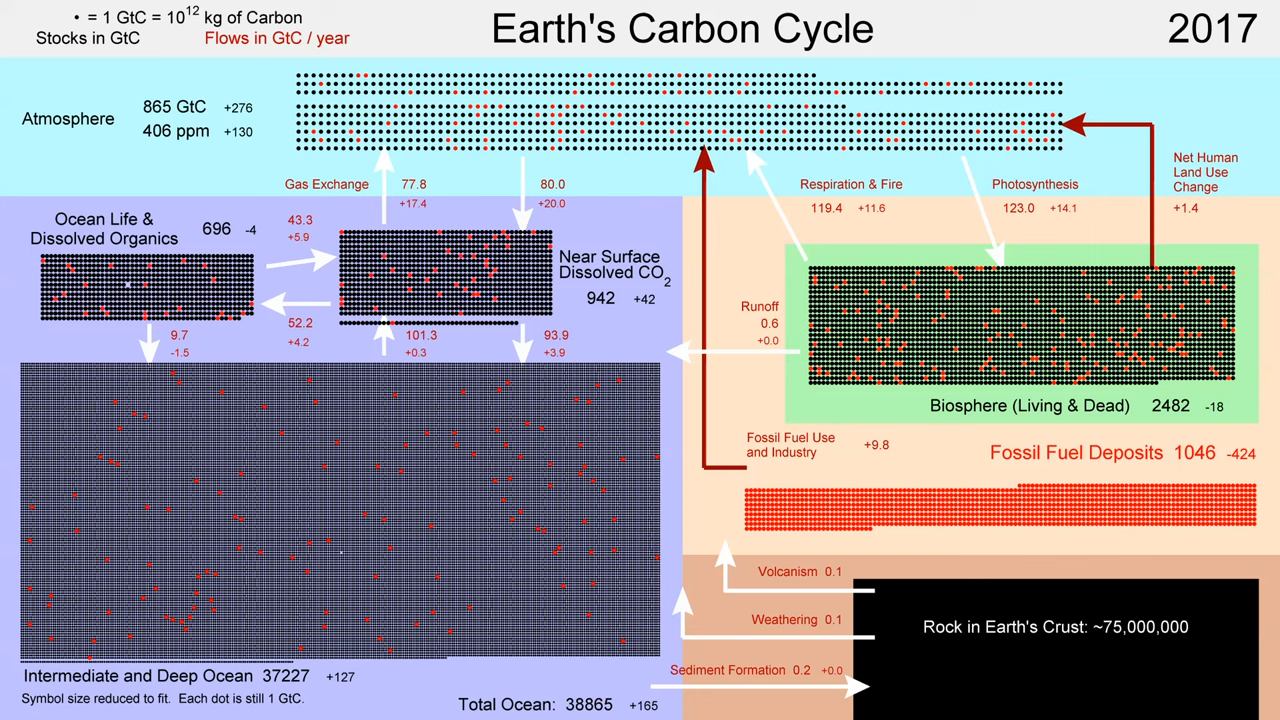 • = 1 GtC = 10¹² kg of Carbon
Stocks in GtC Flows in GtC / year
Earth's Carbon Cycle
2017
Atmosphere
865 GtC +276
406 ppm +130
Gas Exchange 77.8
+17.4
80.0
+20.0
Respiration & Fire
119.4 +11.6
Photosynthesis
123.0 +14.1
Net Human
Land Use
Change
+1.4
Ocean Life &
Dissolved Organics
696 -4
43.3
+5.9
Near Surface
Dissolved CO₂
942 +42
52.2
+4.2
9.7
-1.5
101.3
+0.3
93.9
+3.9
Runoff
0.6
+0.0
Biosphere (Living & Dead) 2482 -18
Fossil Fuel Use
and Industry
+9.8
Fossil Fuel Deposits 1046 -424
Volcanism 0.1
Weathering 0.1
Rock in Earth's Crust: ~75,000,000
Sediment Formation 0.2 +0.0
Intermediate and Deep Ocean 37227 +127
Symbol size reduced to fit. Each dot is still 1 GtC.
Total Ocean: 38865 +165